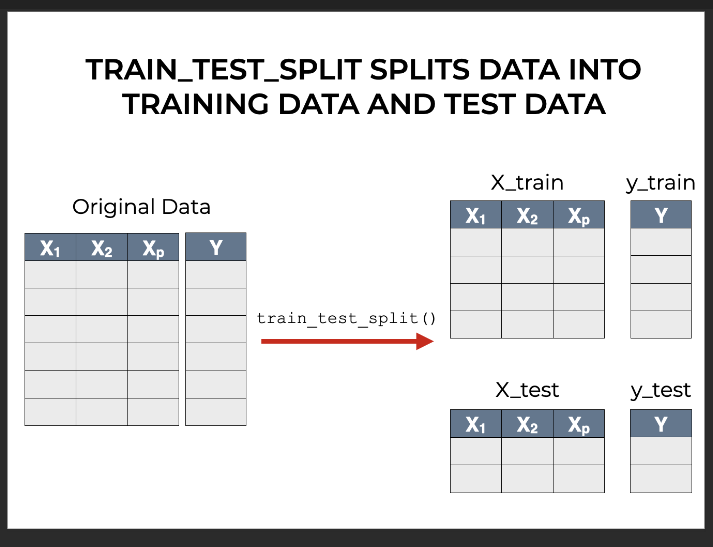 TRAIN_TEST_SPLIT SPLITS DATA INTO
TRAINING DATA AND TEST DATA
Original Data
X₁ X₂ Xₚ Y
train_test_split()
X_train y_train
X₁ X₂ Xₚ Y
X_test y_test
X₁ X₂ Xₚ Y